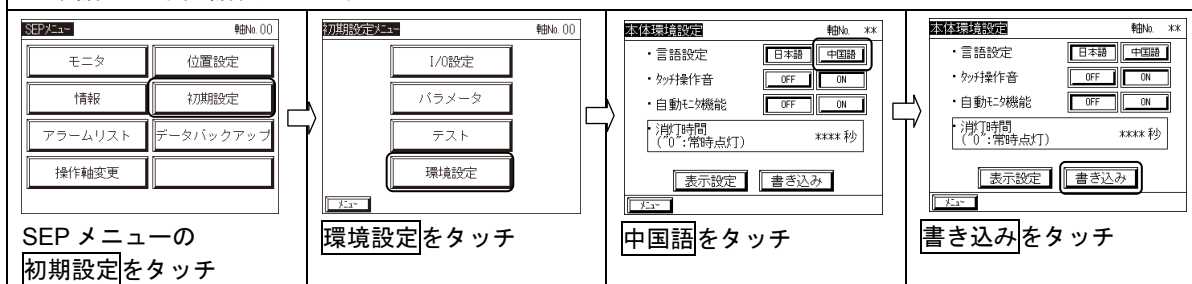 SEPメニュー 軸No. 00
モニタ 位置設定
情報 初期設定
アラームリスト データバックアップ
操作軸変更
SEP メニューの
初期設定をタッチ
初期設定メニュー 軸No. 00
I/O設定
パラメータ
テスト
環境設定
メニュー
環境設定をタッチ
本体環境設定 軸No. **
・言語設定 日本語 中国語
・タッチ操作音 OFF ON
・自動モニタ機能 OFF ON
・消灯時間
("0":常時点灯) **** 秒
表示設定 書き込み
メニュー
中国語をタッチ
本体環境設定 軸No. **
・言語設定 日本語 中国語
・タッチ操作音 OFF ON
・自動モニタ機能 OFF ON
・消灯時間
("0":常時点灯) **** 秒
表示設定 書き込み
メニュー
書き込みをタッチ